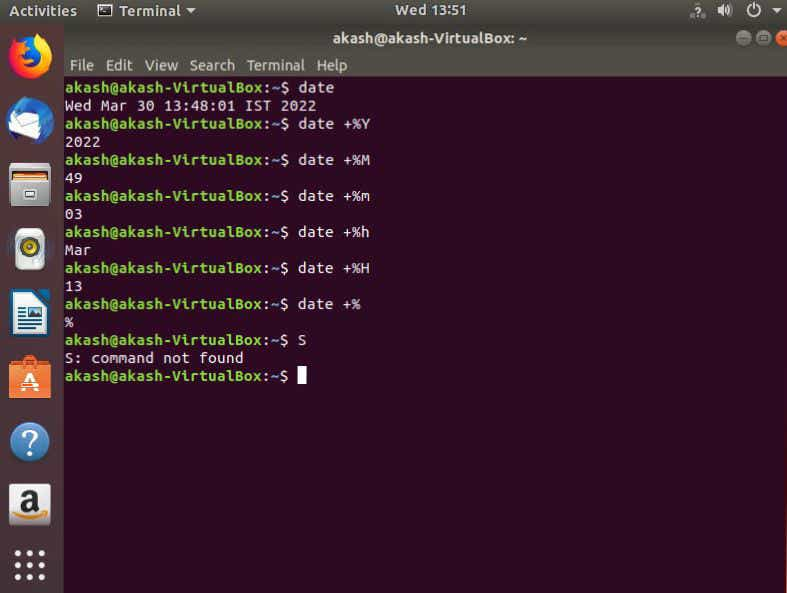 Activities Terminal Wed 13:51
akash@akash-VirtualBox: ~
File Edit View Search Terminal Help
akash@akash-VirtualBox:~$ date
Wed Mar 30 13:48:01 IST 2022
akash@akash-VirtualBox:~$ date +%Y
2022
akash@akash-VirtualBox:~$ date +%M
49
akash@akash-VirtualBox:~$ date +%m
03
akash@akash-VirtualBox:~$ date +%h
Mar
akash@akash-VirtualBox:~$ date +%H
13
akash@akash-VirtualBox:~$ date +%
%
akash@akash-VirtualBox:~$ S
S: command not found
akash@akash-VirtualBox:~$